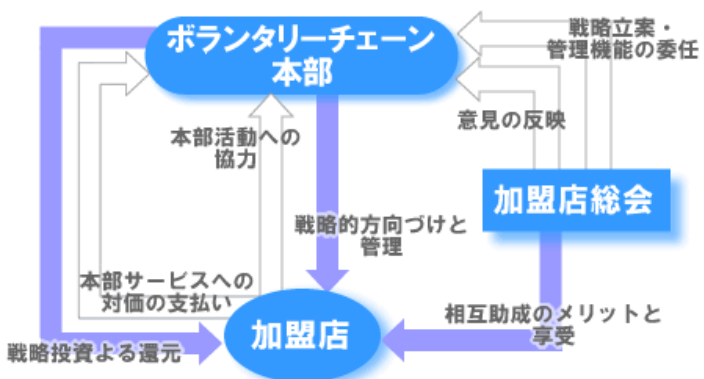 ボランタリーチェーン
本部
戦略立案・
管理機能の委任
意見の反映
本部活動への
協力
加盟店総会
戦略的方向づけと
管理
本部サービスへの
対価の支払い
加盟店
相互助成のメリットと
享受
戦略投資よる還元